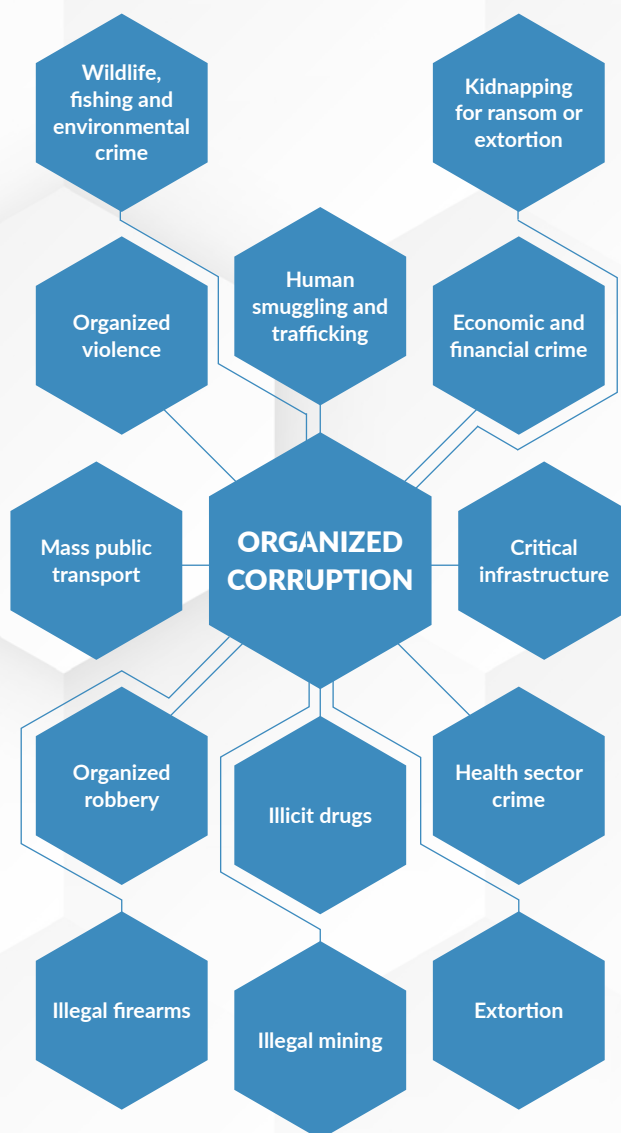 Wildlife,
fishing and
environmental
crime
Kidnapping
for ransom or
extortion
Human
smuggling and
trafficking
Organized
violence
Economic and
financial crime
Mass public
transport
ORGANIZED
CORRUPTION
Critical
infrastructure
Organized
robbery
Illicit drugs
Health sector
crime
Illegal firearms
Illegal mining
Extortion